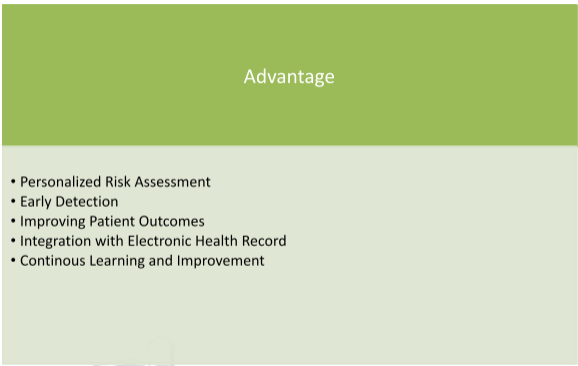 Advantage
• Personalized Risk Assessment
• Early Detection
• Improving Patient Outcomes
• Integration with Electronic Health Record
• Continous Learning and Improvement